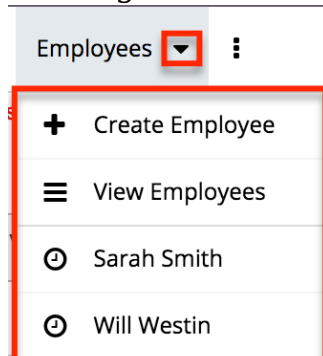 Employees
Create Employee
View Employees
Sarah Smith
Will Westin